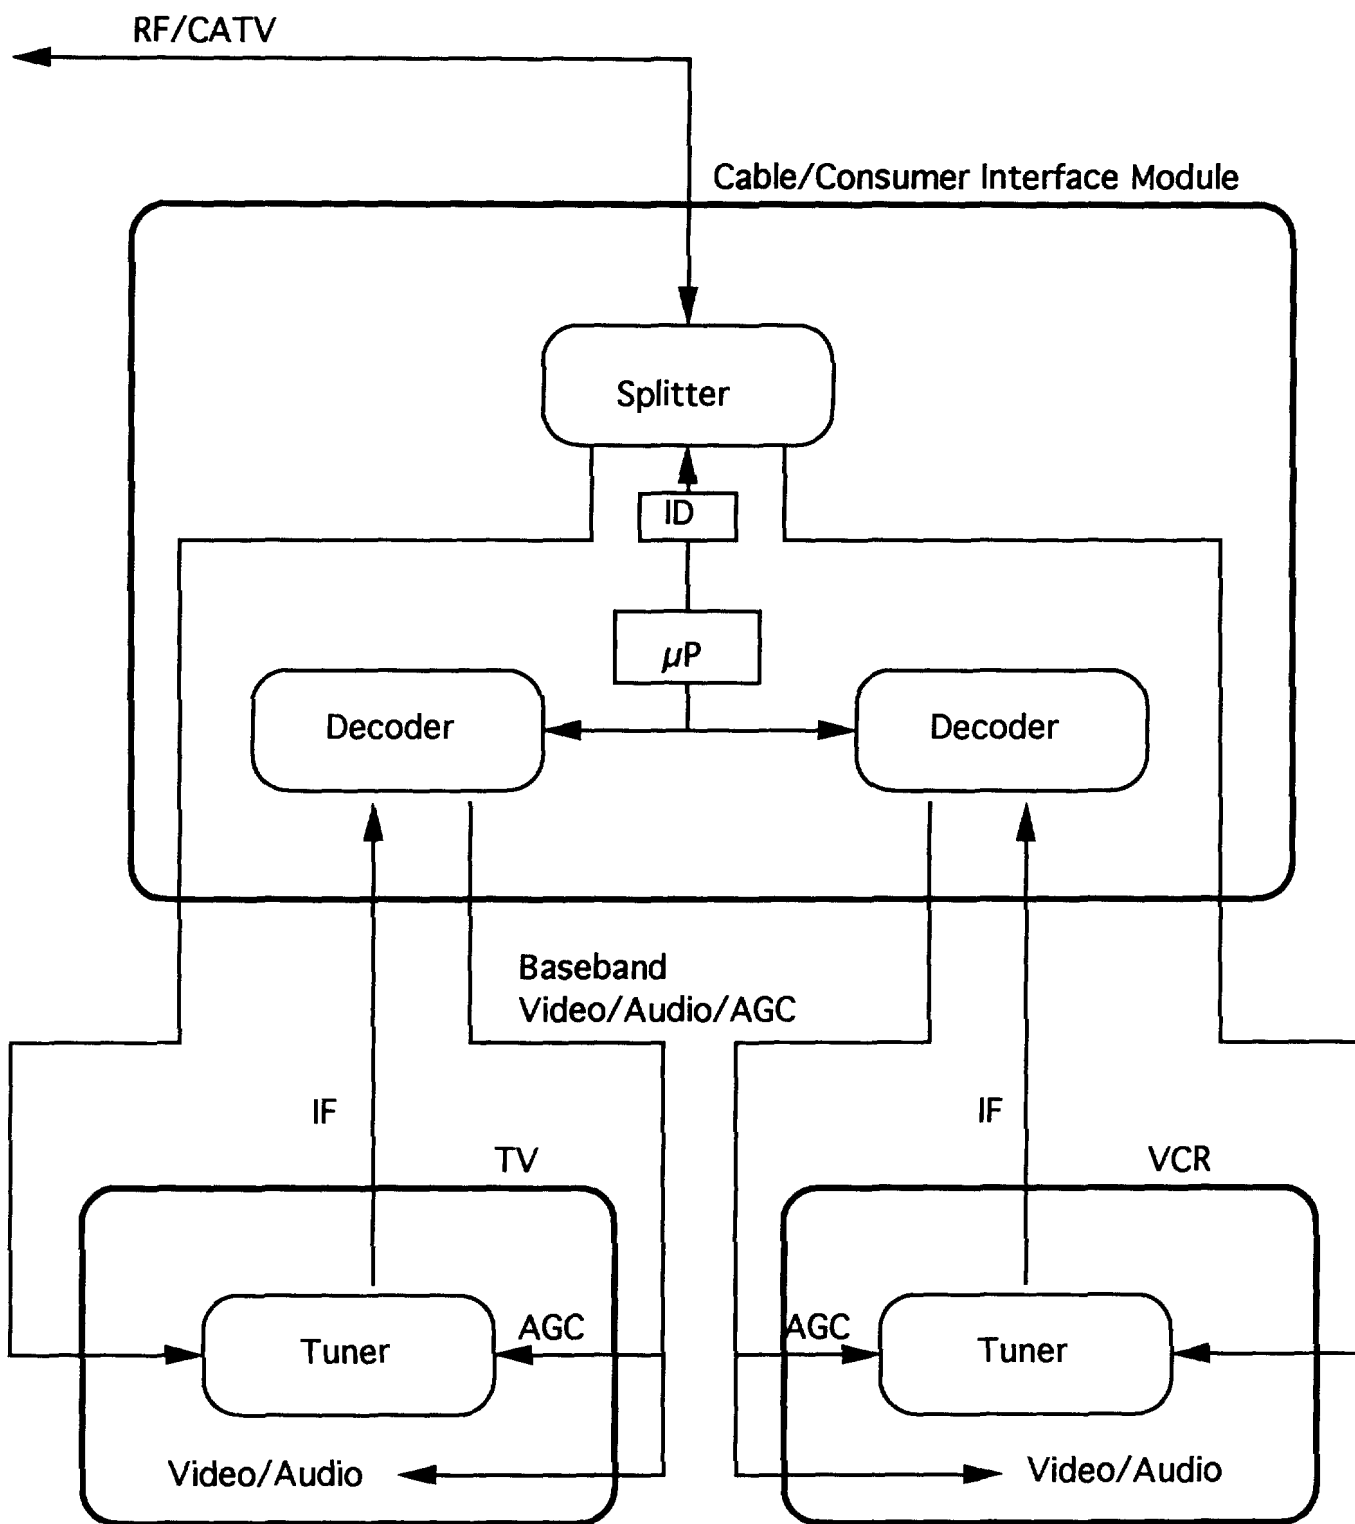 RF/CATV
Cable/Consumer Interface Module
Splitter
ID
µP
Decoder
Decoder
Baseband
Video/Audio/AGC
IF
IF
TV
VCR
AGC
Tuner
AGC
Tuner
Video/Audio
Video/Audio